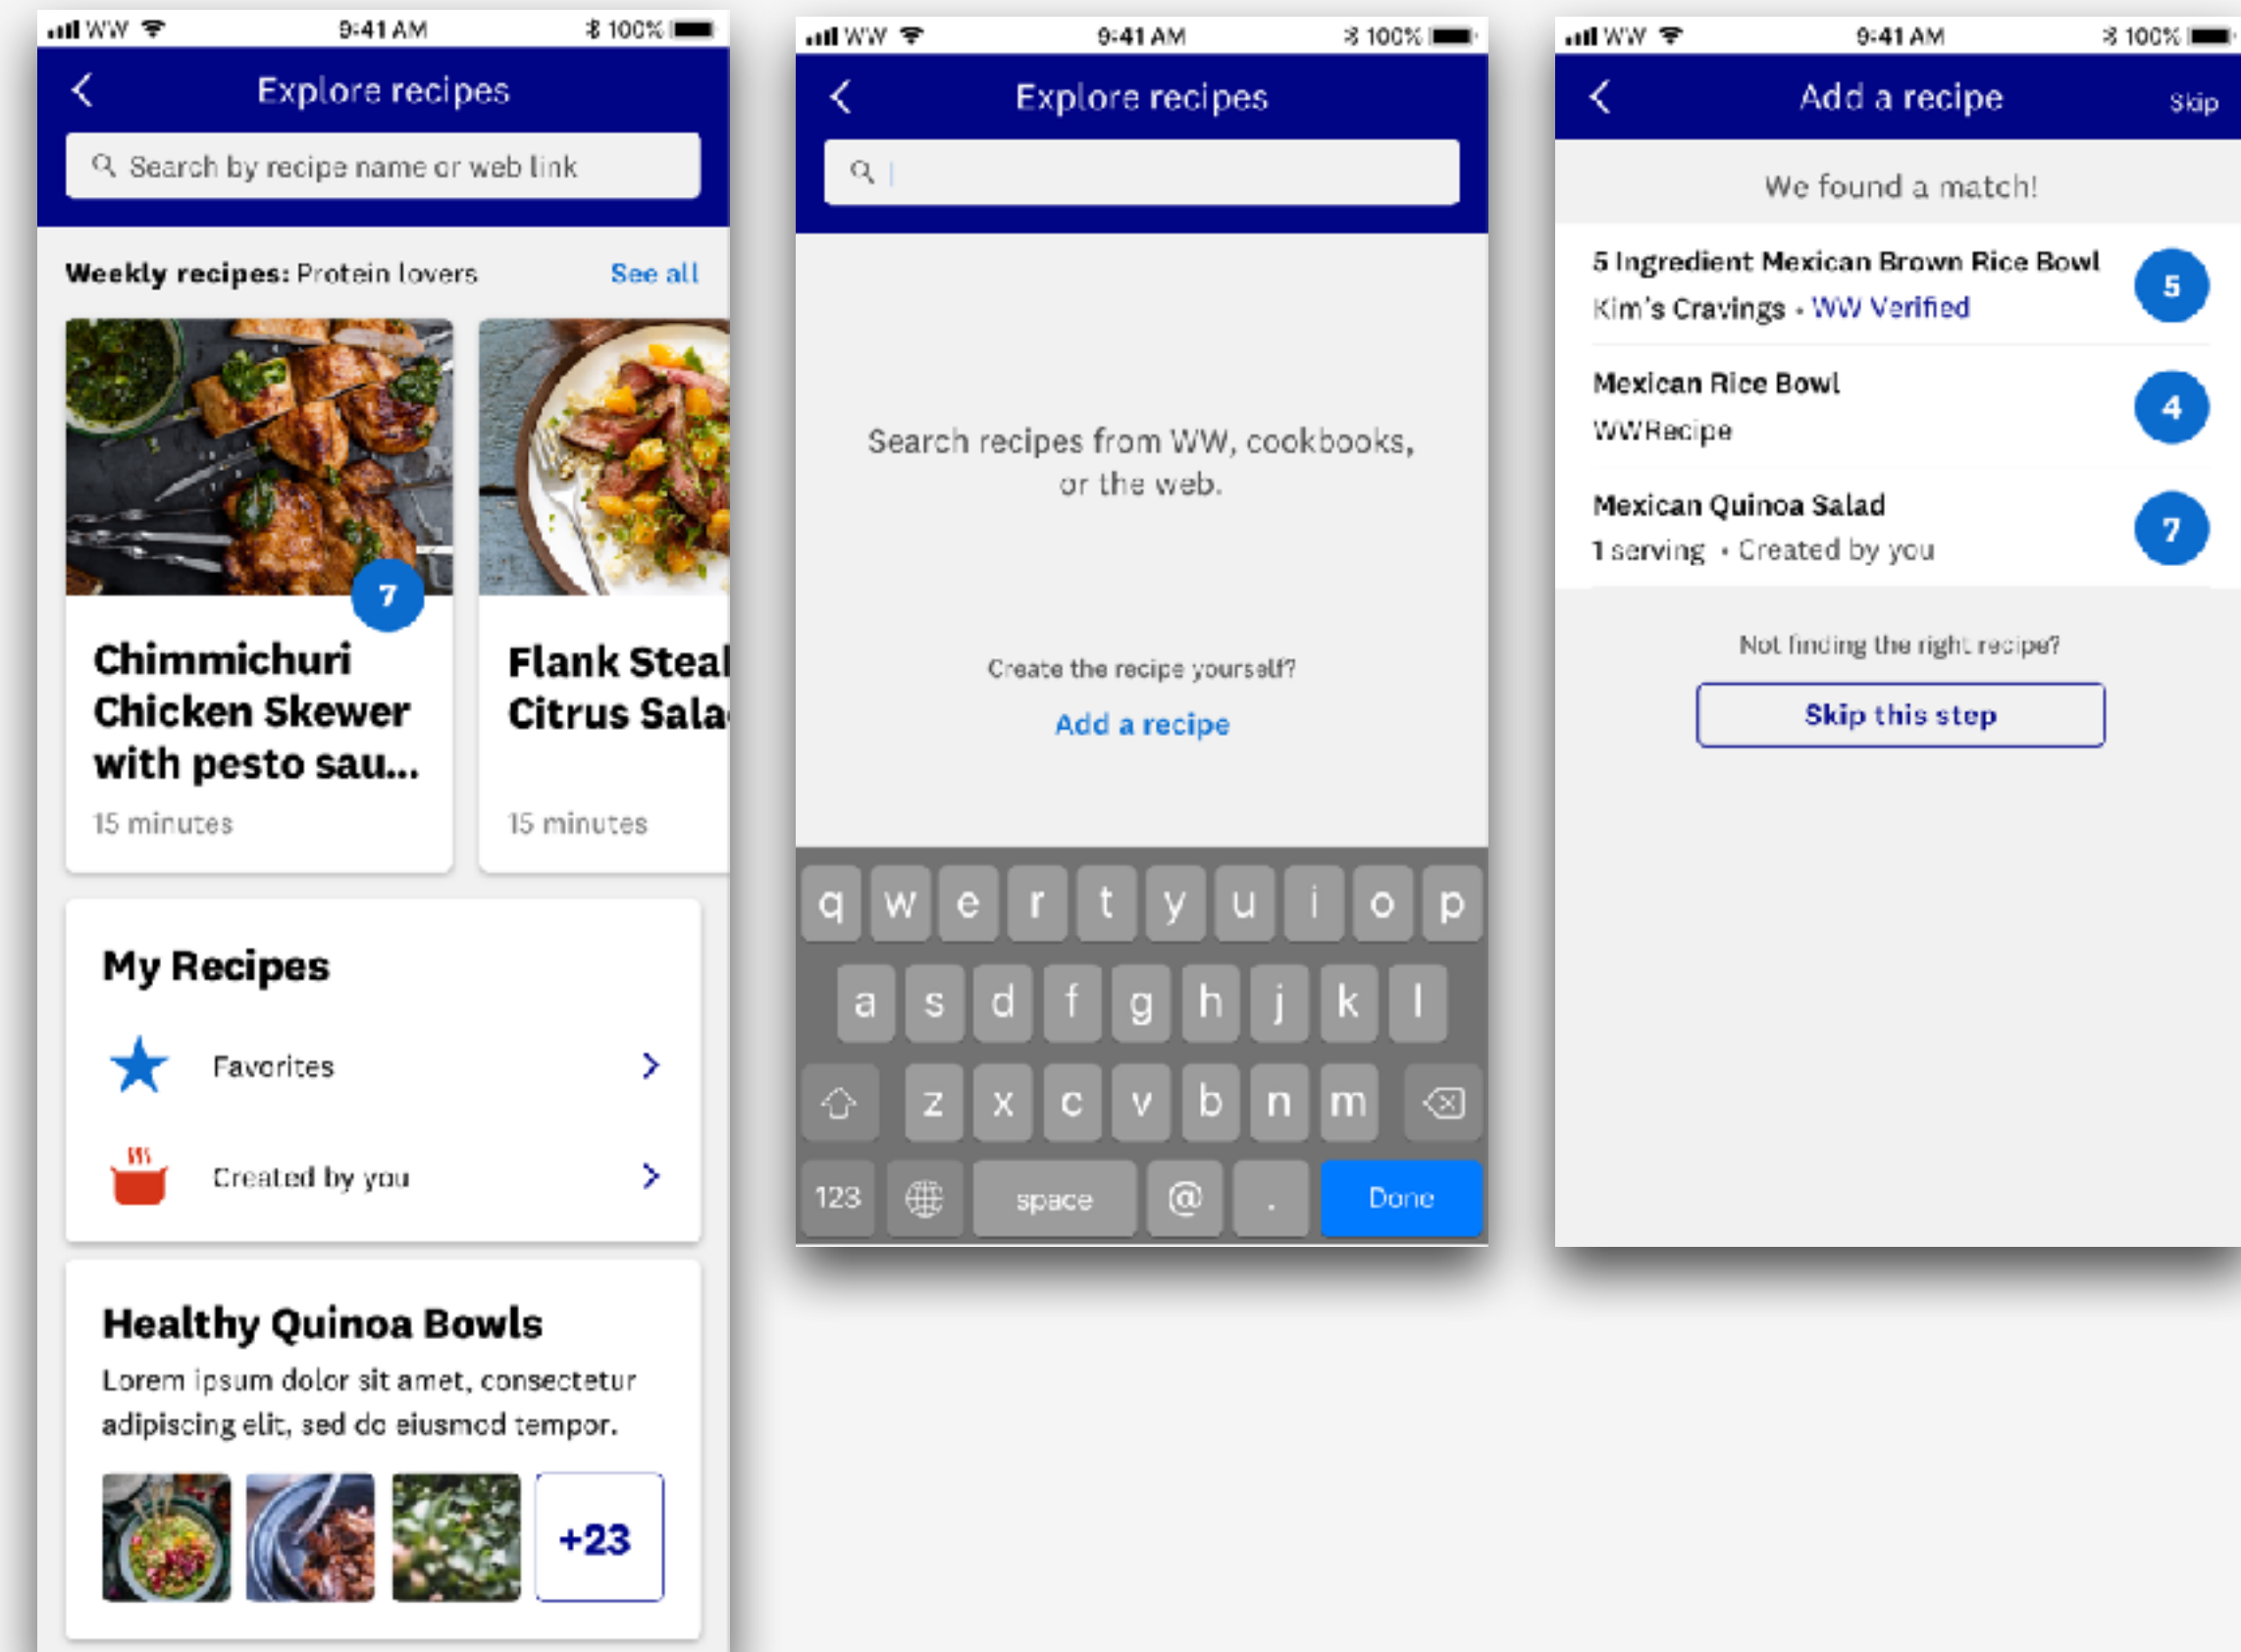 WW 9:41 AM 100%
Explore recipes
Search by recipe name or web link
Weekly recipes: Protein lovers See all
7
Chimmichuri
Chicken Skewer
with pesto sau...
15 minutes
Flank Steak
Citrus Sala
15 minutes
My Recipes
Favorites
Created by you
Healthy Quinoa Bowls
Lorem ipsum dolor sit amet, consectetur
adipiscing elit, sed do eiusmod tempor.
+23
WW 9:41 AM 100%
Explore recipes
Search recipes from WW, cookbooks,
or the web.
Create the recipe yourself?
Add a recipe
q w e r t y u i o p
a s d f g h j k l
z x c v b n m
123 space @ . Done
WW 9:41 AM 100%
Add a recipe Skip
We found a match!
5 Ingredient Mexican Brown Rice Bowl
5
Kim's Cravings • WW Verified
Mexican Rice Bowl
4
WWRecipe
Mexican Quinoa Salad
7
1 serving • Created by you
Not finding the right recipe?
Skip this step